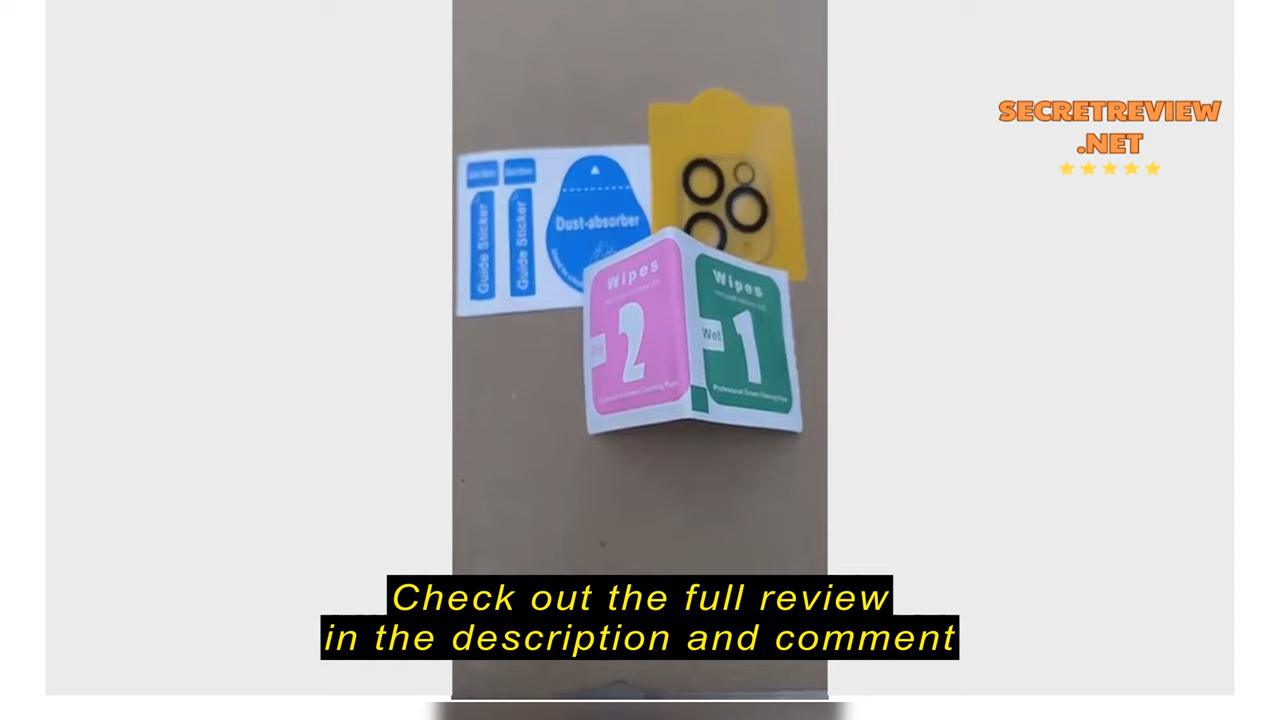 SECRETREVIEW
.NET
Guide Sticker
Guide Sticker
Dust-absorber
Wipes
2
Wipes
Wet
1
Professional Screen Cleaning Paper
Check out the full review
in the description and comment